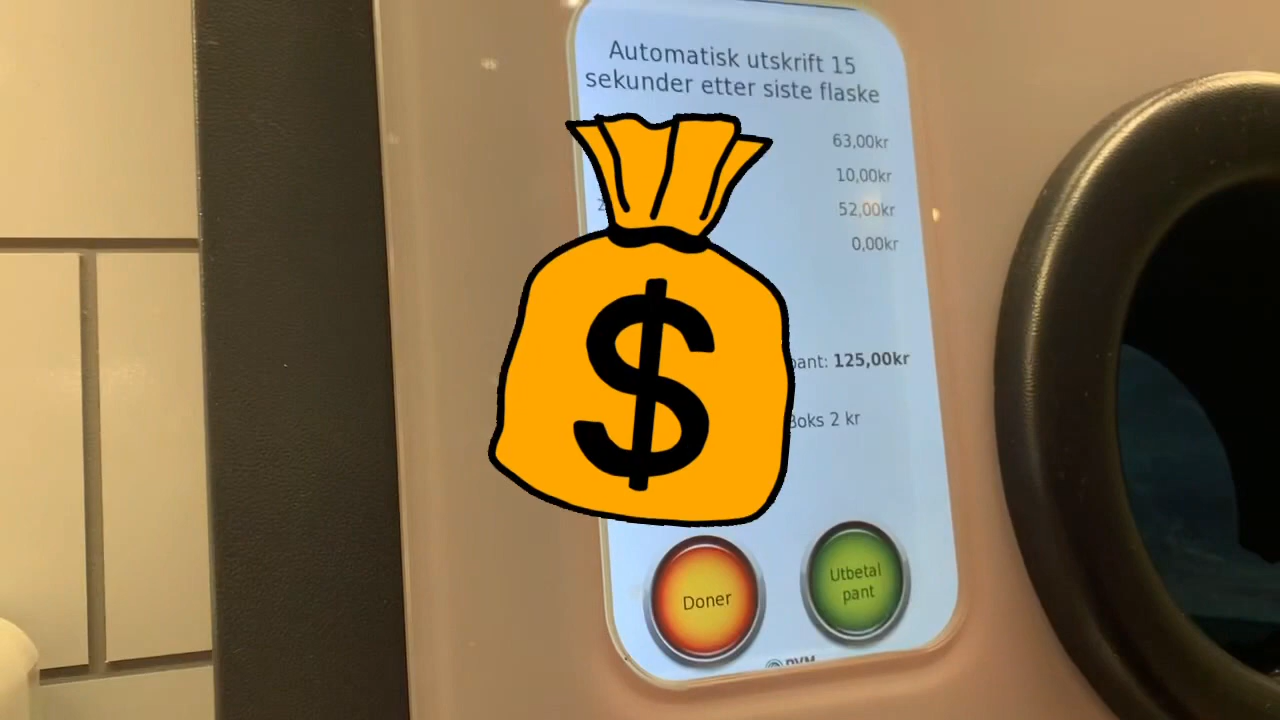 Automatisk utskrift 15
sekunder etter siste flaske
63,00kr
10,00kr
52,00kr
0,00kr
pant: 125,00kr
Boks 2 kr
$
Doner
Utbetal
pant